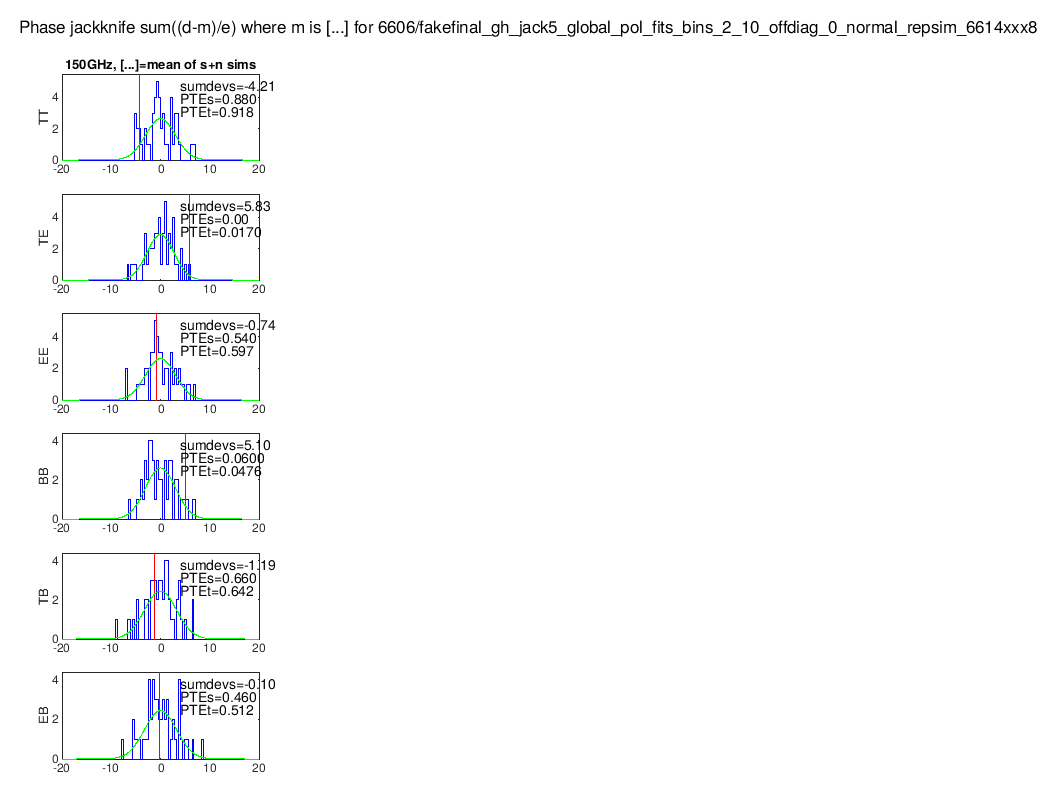 Phase jackknife sum((d-m)/e) where m is [...] for 6606/fakefinal_gh_jack5_global_pol_fits_bins_2_10_offdiag_0_normal_repsim_6614xxx8
150GHz, [...]=mean of s+n sims
sumdevs=-4.21
PTEs=0.880
PTEt=0.918
TT
4
2
0
-20 -10 0 10 20
sumdevs=5.83
PTEs=0.00
PTEt=0.0170
TE
4
2
0
-20 -10 0 10 20
sumdevs=-0.74
PTEs=0.540
PTEt=0.597
EE
4
2
0
-20 -10 0 10 20
sumdevs=5.10
PTEs=0.0600
PTEt=0.0476
BB
4
2
0
-20 -10 0 10 20
sumdevs=-1.19
PTEs=0.660
PTEt=0.642
TB
4
2
0
-20 -10 0 10 20
sumdevs=-0.10
PTEs=0.460
PTEt=0.512
EB
4
2
0
-20 -10 0 10 20